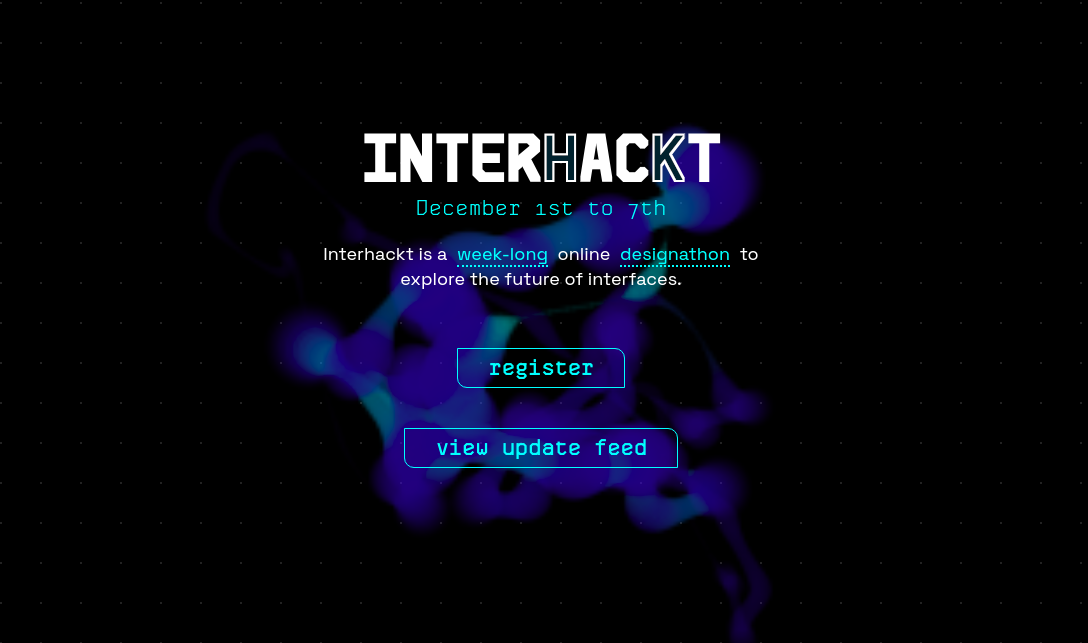 INTERHACKT
December 1st to 7th
Interhackt is a week-long online designathon to
explore the future of interfaces.
register
view update feed